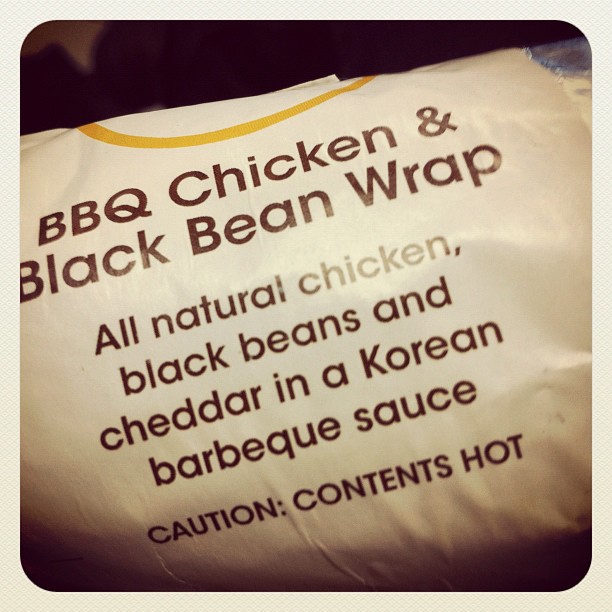 BBQ Chicken &
Black Bean Wrap
All natural chicken,
black beans and
cheddar in a Korean
barbeque sauce
CAUTION: CONTENTS HOT